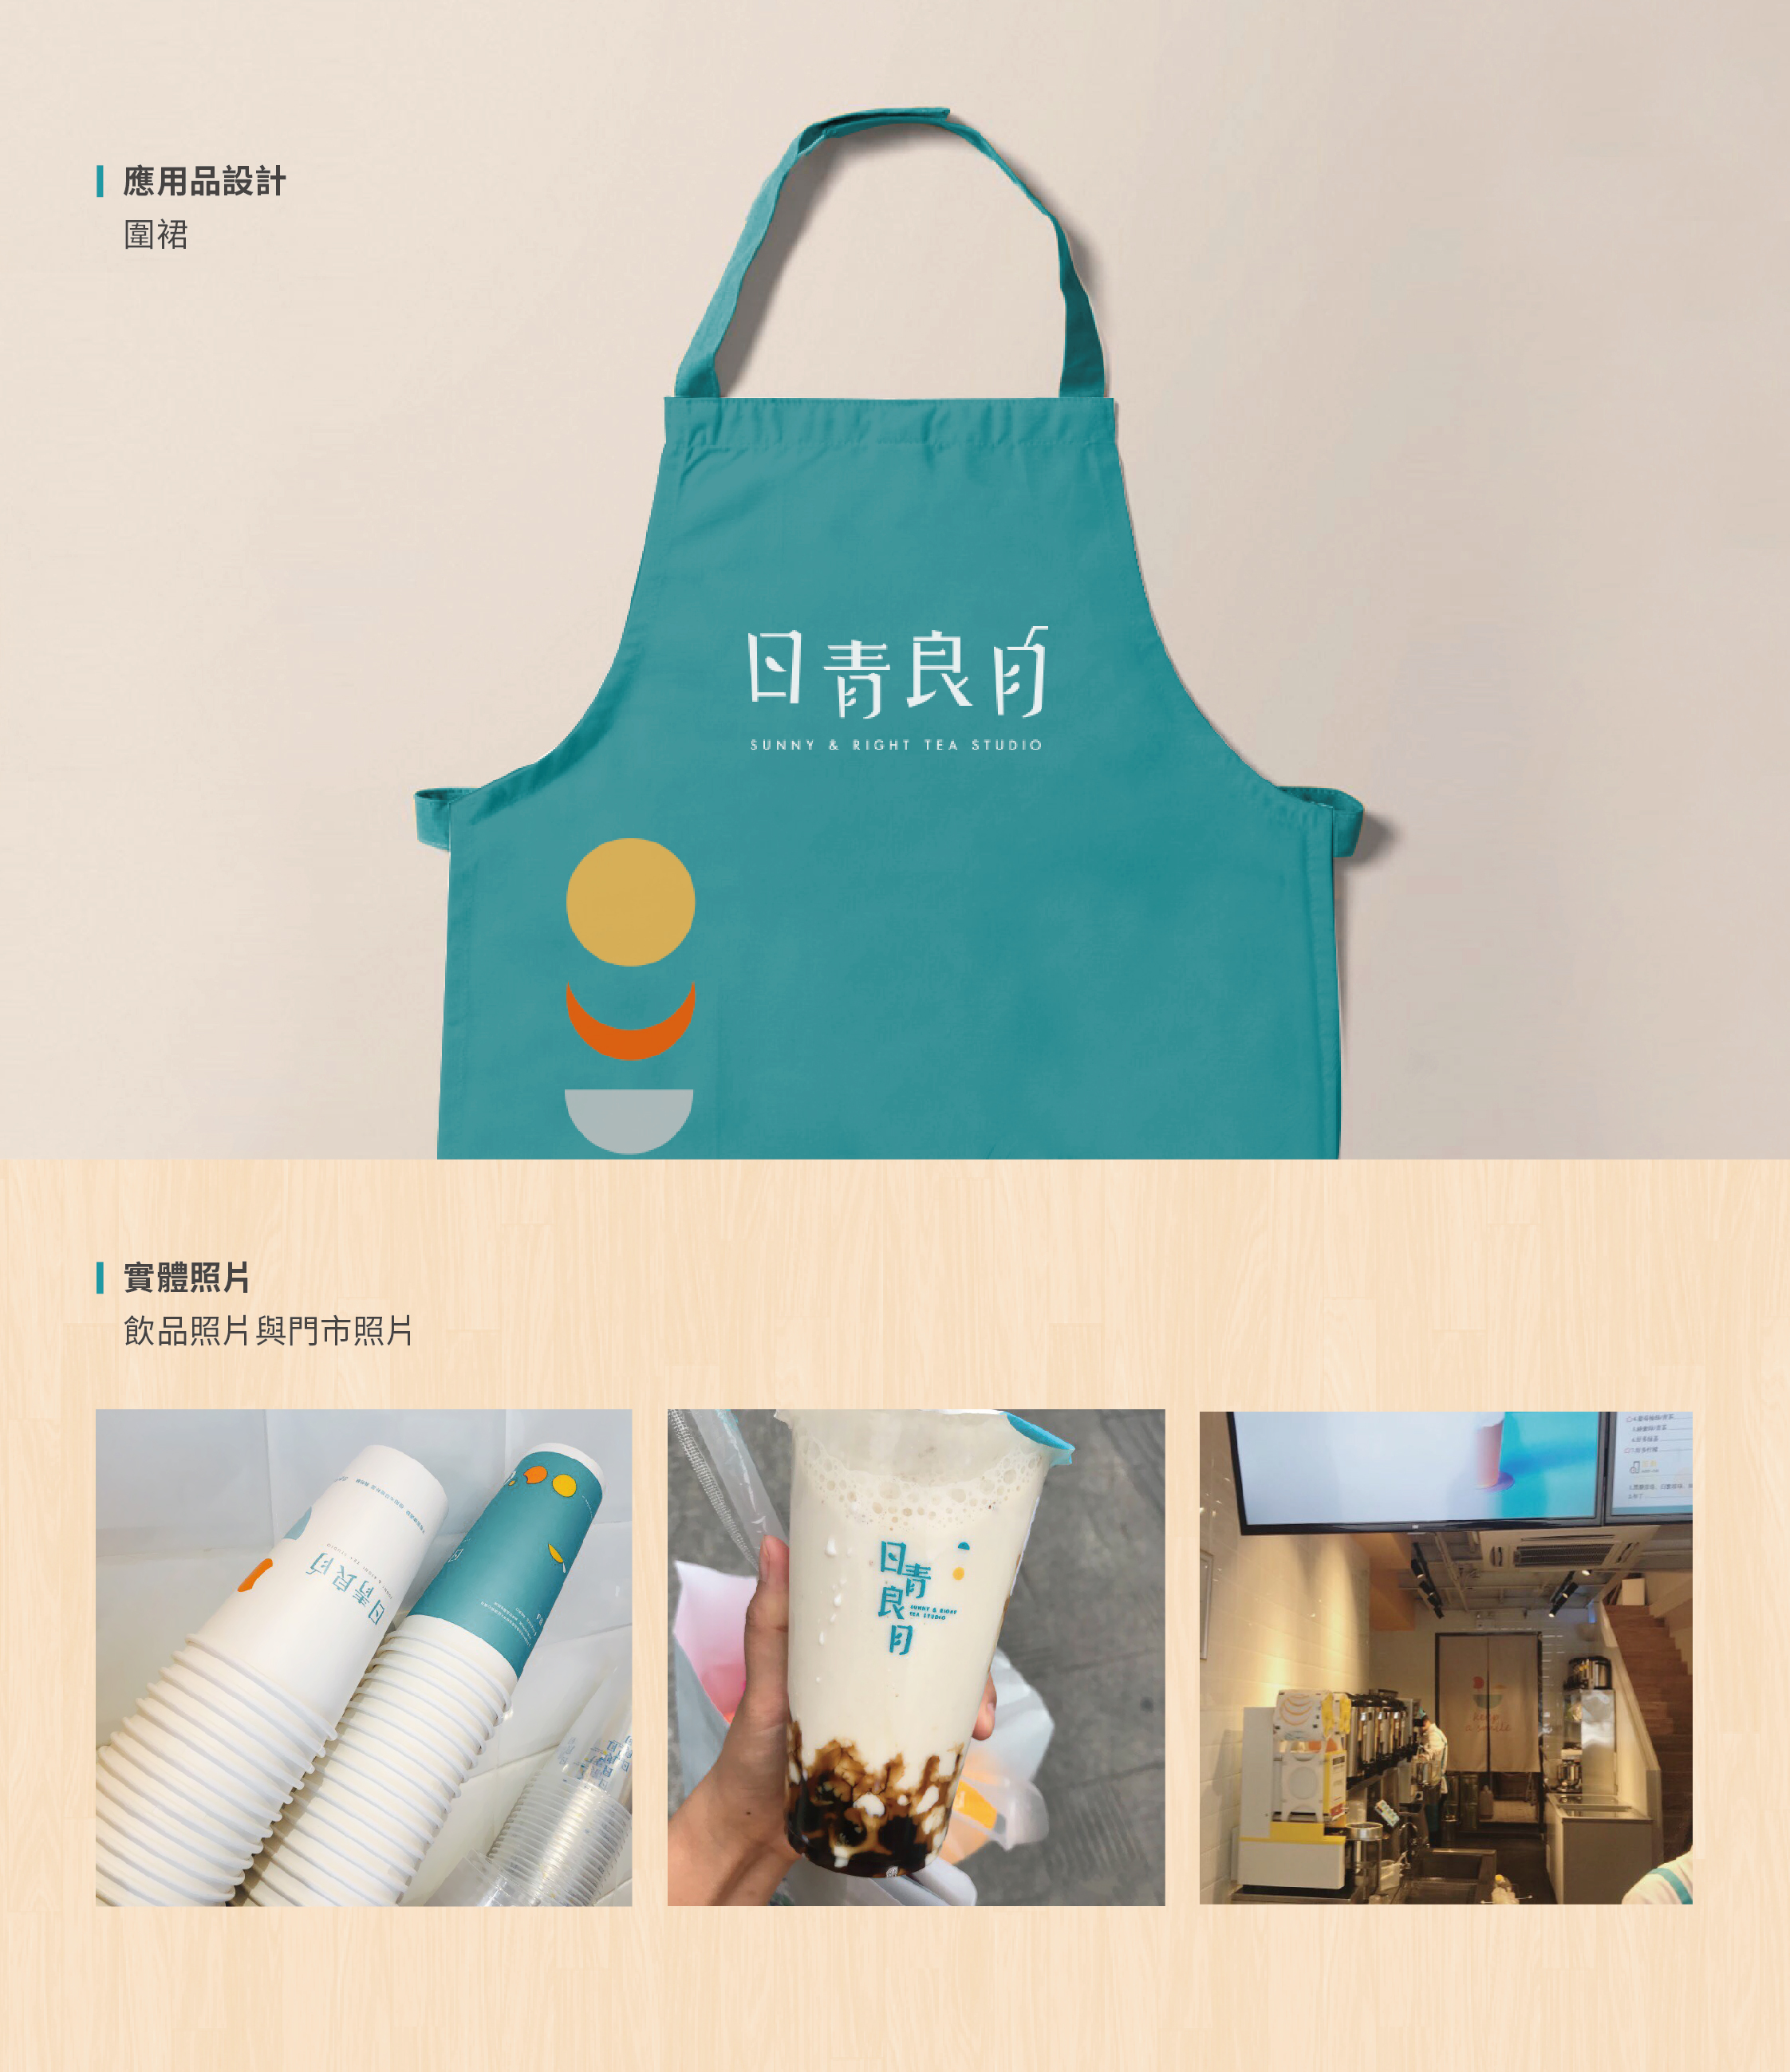 應用品設計
圍裙
日青良月
SUNNY & RIGHT TEA STUDIO
實體照片
飲品照片與門市照片
日青良月
日青
良
SUNNY & RIGHT
TEA STUDIO
月
keep
a smile